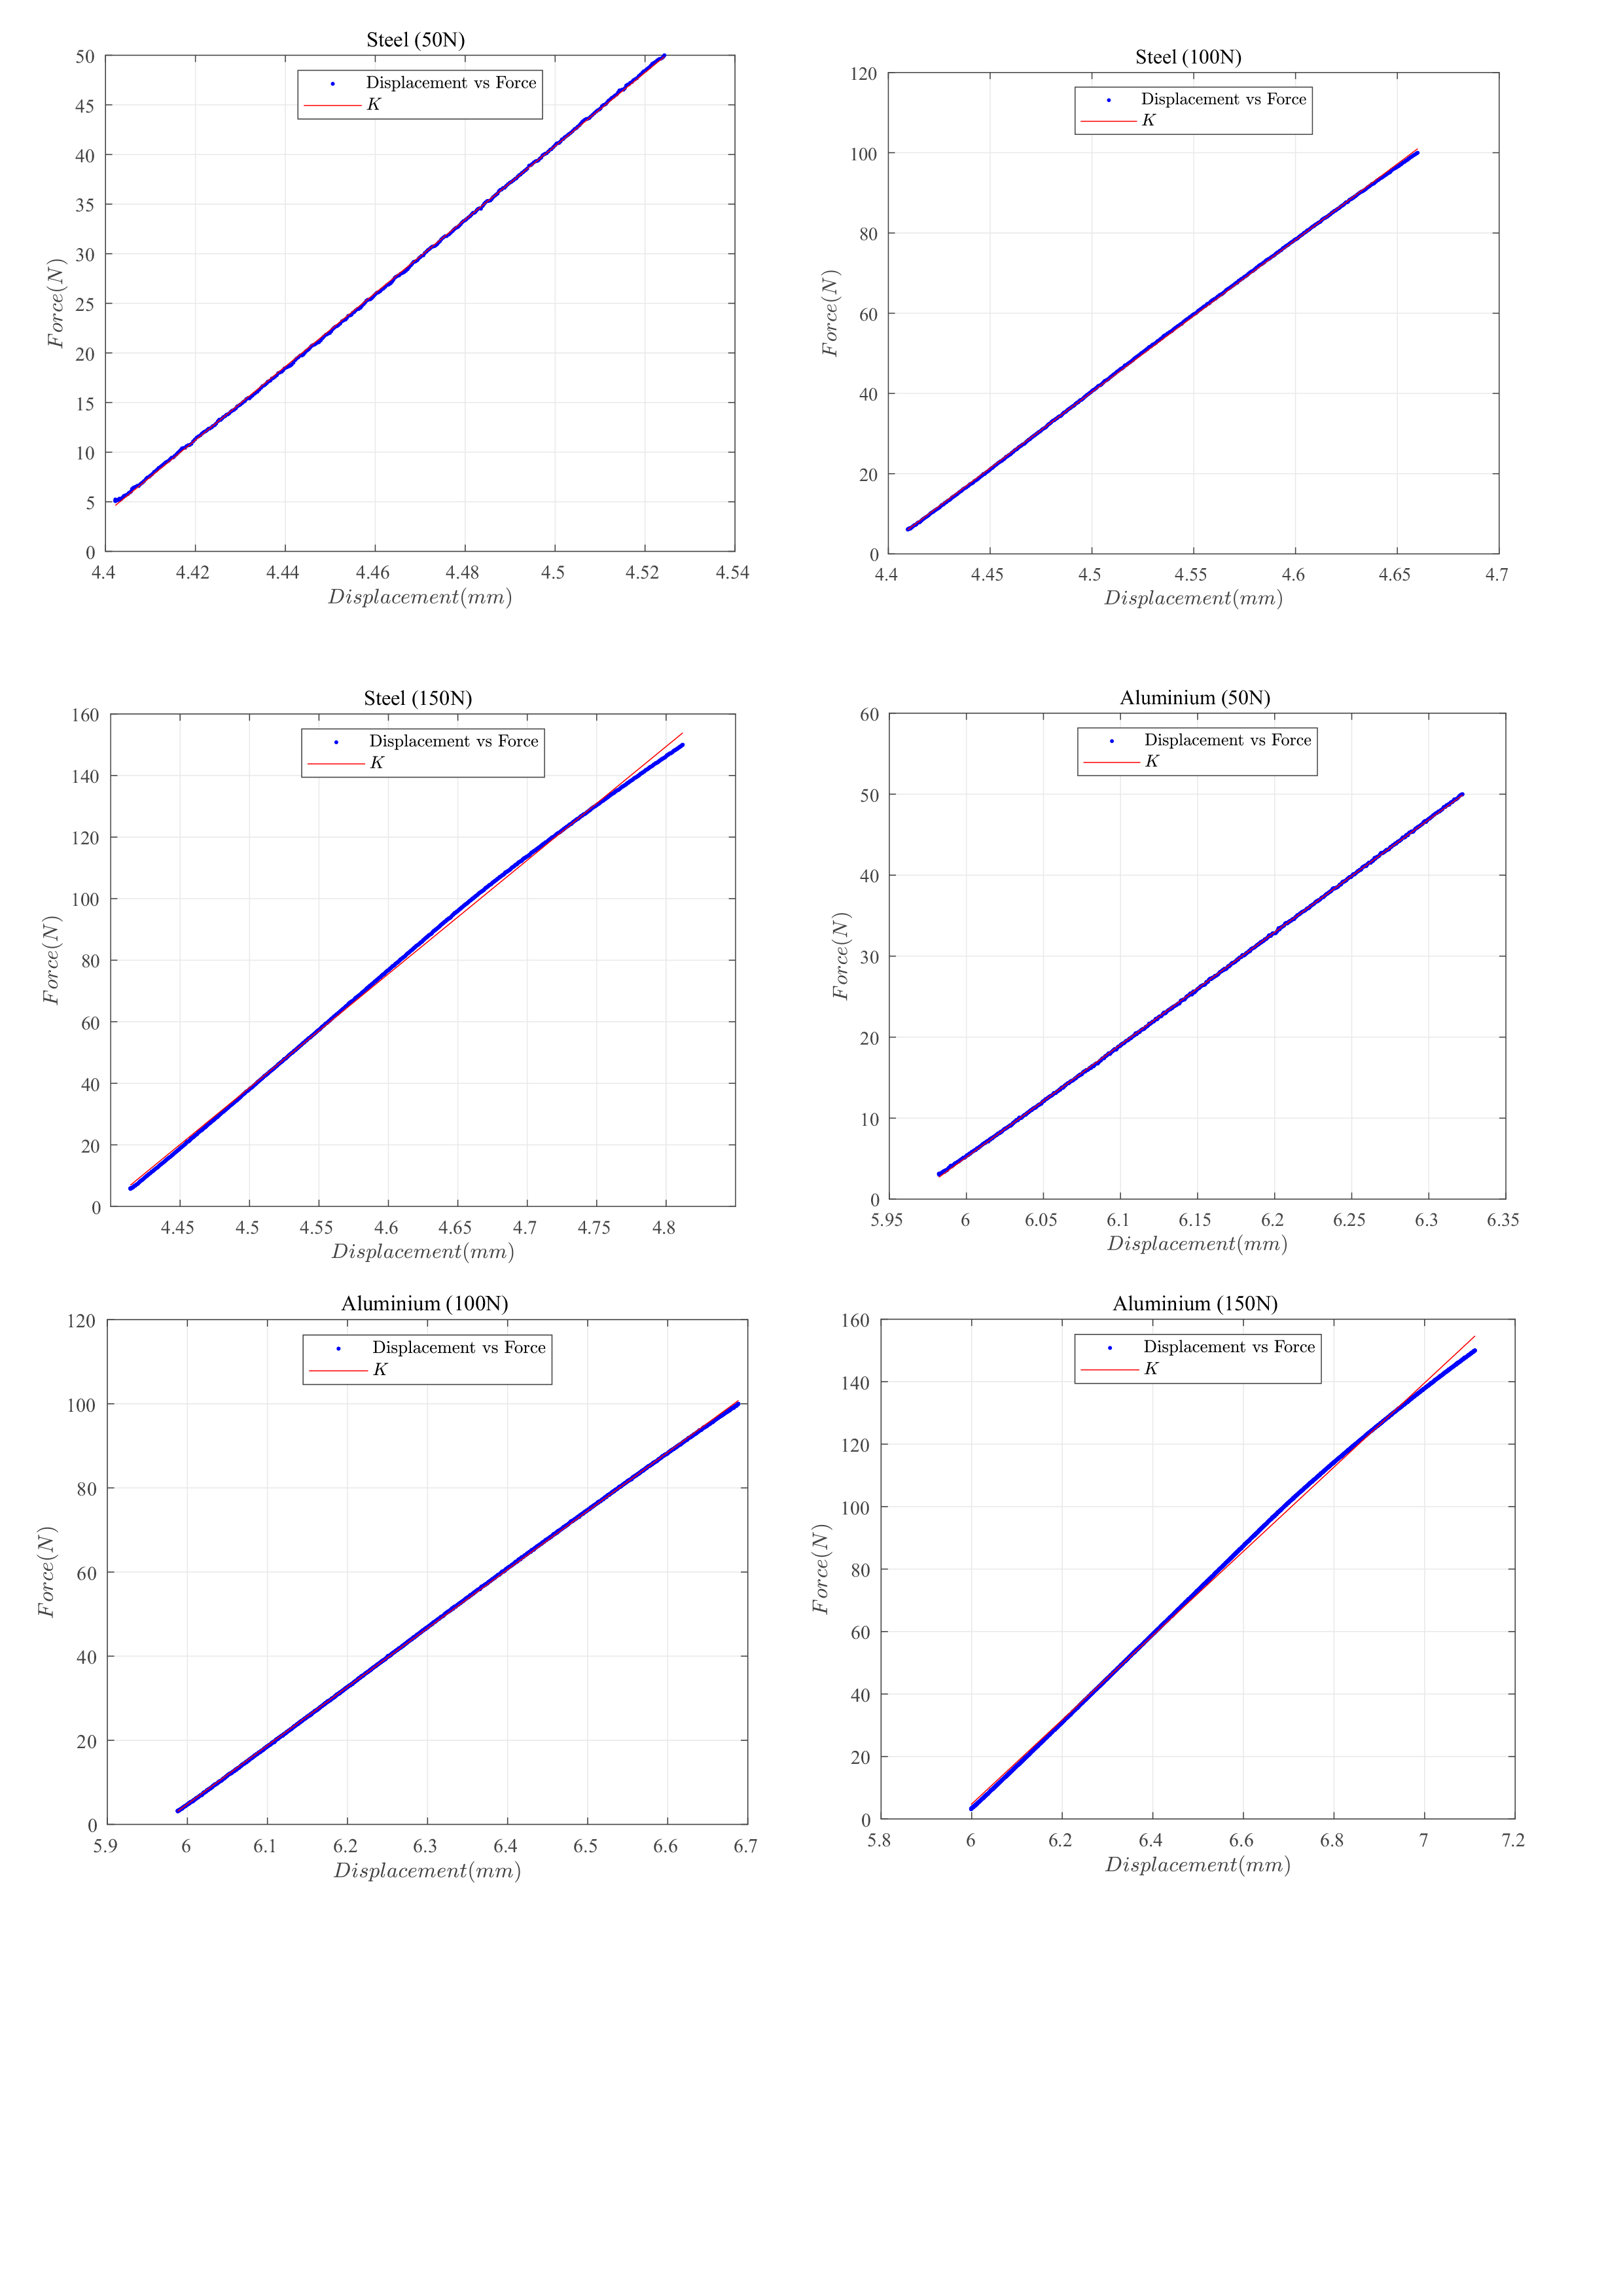 Steel (50N)
50
45
40
35
30
25
20
15
10
5
0
Force(N)
Displacement vs Force
K
4.4 4.42 4.44 4.46 4.48 4.5 4.52 4.54
Displacement(mm)
Steel (100N)
120
100
80
60
40
20
0
Force(N)
Displacement vs Force
K
4.4 4.45 4.5 4.55 4.6 4.65 4.7
Displacement(mm)
Steel (150N)
160
140
120
100
80
60
40
20
0
Force(N)
Displacement vs Force
K
4.45 4.5 4.55 4.6 4.65 4.7 4.75 4.8
Displacement(mm)
Aluminium (50N)
60
50
40
30
20
10
0
Force(N)
Displacement vs Force
K
5.95 6 6.05 6.1 6.15 6.2 6.25 6.3 6.35
Displacement(mm)
Aluminium (100N)
120
100
80
60
40
20
0
Force(N)
Displacement vs Force
K
5.9 6 6.1 6.2 6.3 6.4 6.5 6.6 6.7
Displacement(mm)
Aluminium (150N)
160
140
120
100
80
60
40
20
0
Force(N)
Displacement vs Force
K
5.8 6 6.2 6.4 6.6 6.8 7 7.2
Displacement(mm)